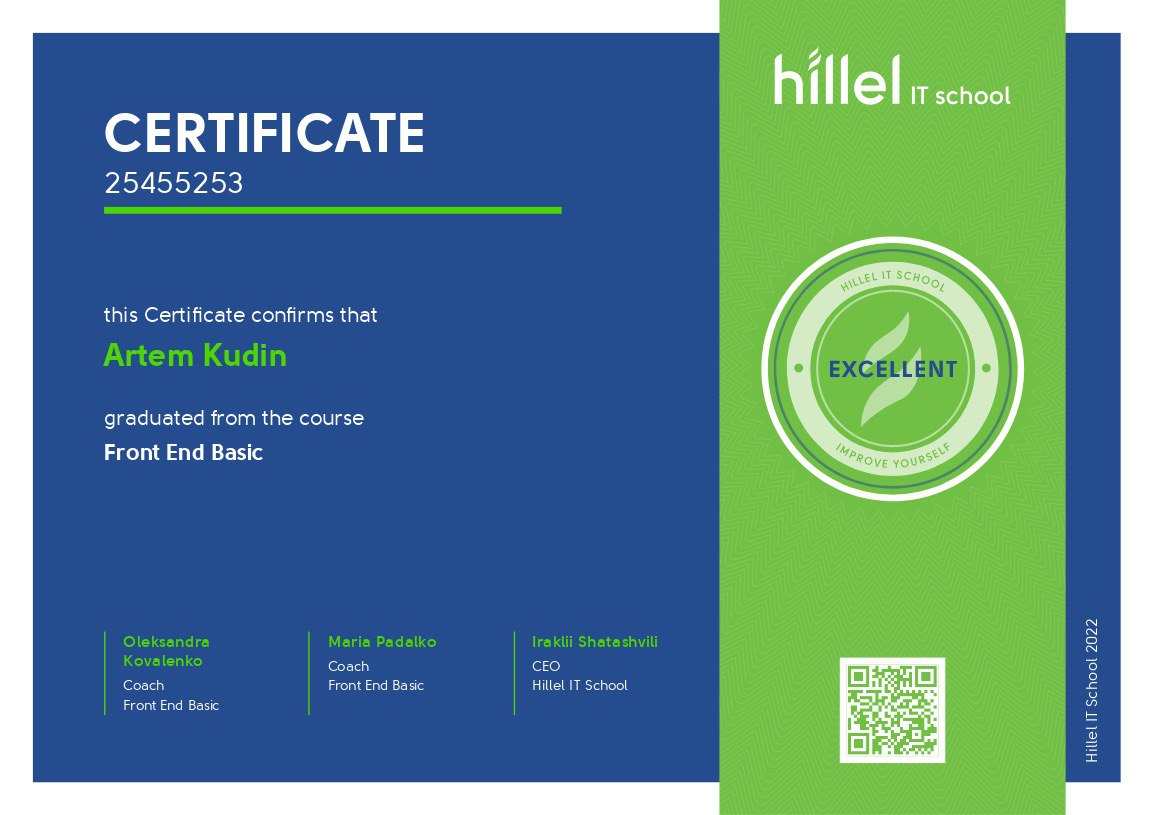 CERTIFICATE
25455253
this Certificate confirms that
Artem Kudin
graduated from the course
Front End Basic
Oleksandra
Kovalenko
Coach
Front End Basic
Maria Padalko
Coach
Front End Basic
Iraklii Shatashvili
CEO
Hillel IT School
hillel IT school
HILLEL IT SCHOOL
EXCELLENT
IMPROVE YOURSELF
Hillel IT School 2022